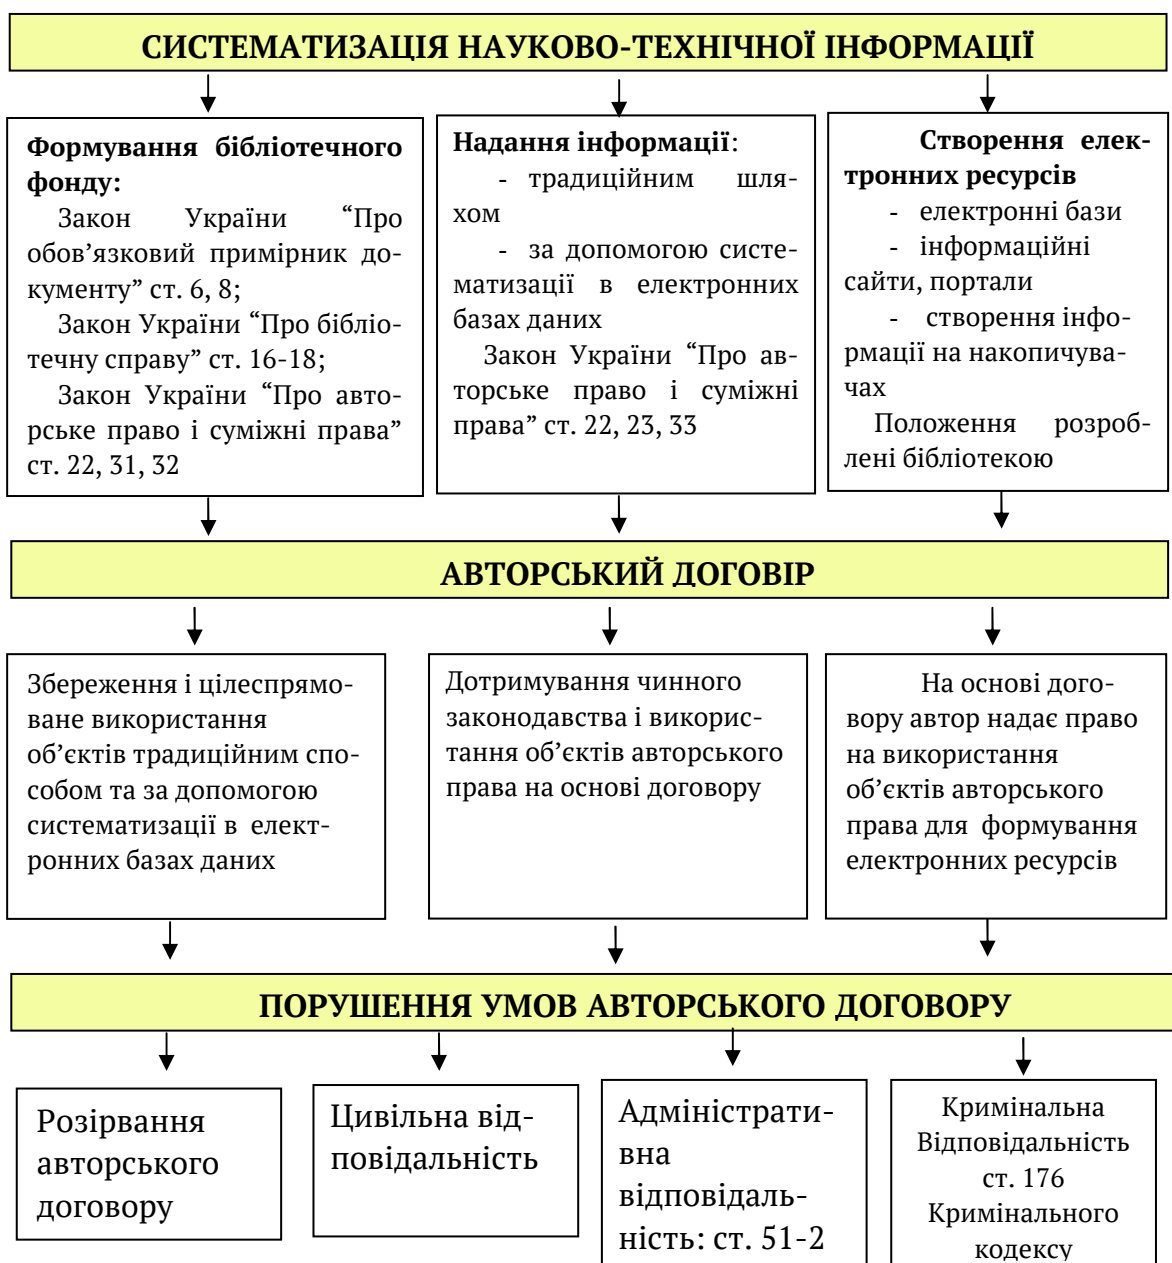 СИСТЕМАТИЗАЦІЯ НАУКОВО-ТЕХНІЧНОЇ ІНФОРМАЦІЇ
Формування бібліотечного
фонду:
Закон України “Про
обов’язковий примірник до-
кументу” ст. 6, 8;
Закон України “Про бібліо-
течну справу” ст. 16-18;
Закон України “Про авто-
рське право і суміжні права”
ст. 22, 31, 32
Надання інформації:
- традиційним шля-
хом
- за допомогою систе-
матизації в електронних
базах даних
Закон України “Про ав-
торське право і суміжні
права” ст. 22, 23, 33
Створення елек-
тронних ресурсів
- електронні бази
- інформаційні
сайти, портали
- створення інфо-
рмації на накопичува-
чах
Положення розроб-
лені бібліотекою
АВТОРСЬКИЙ ДОГОВІР
Збереження і цілеспрямо-
ване використання
об’єктів традиційним спо-
собом та за допомогою
систематизації в елект-
ронних базах даних
Дотримування чинного
законодавства і викорис-
тання об’єктів авторського
права на основі договору
На основі дого-
вору автор надає право
на використання
об’єктів авторського
права для формування
електронних ресурсів
ПОРУШЕННЯ УМОВ АВТОРСЬКОГО ДОГОВОРУ
Розірвання
авторського
договору
Цивільна від-
повідальність
Адміністрати-
вна
відповідаль-
ність: ст. 51-2
Кримінальна
Відповідальність
ст. 176
Кримінального
кодексу